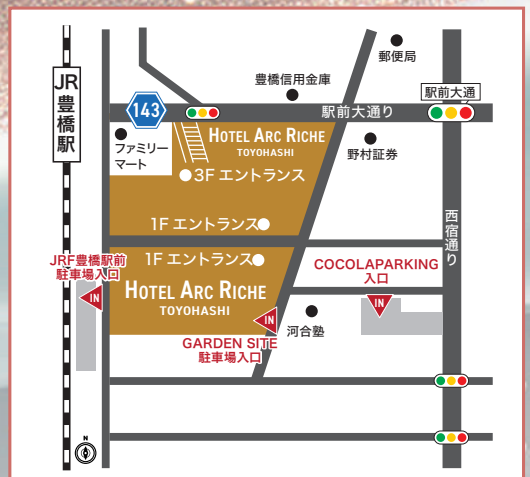 郵便局
豊橋信用金庫
駅前大通
JR豊橋駅
143
駅前大通り
ファミリー
マート
HOTEL ARC RICHE
TOYOHASHI
野村証券
3F エントランス
1F エントランス
西宿通り
1F エントランス
JRF豊橋駅前
駐車場入口
IN
HOTEL ARC RICHE
TOYOHASHI
COCOLAPARKING
入口
IN
IN
河合塾
GARDEN SITE
駐車場入口
N